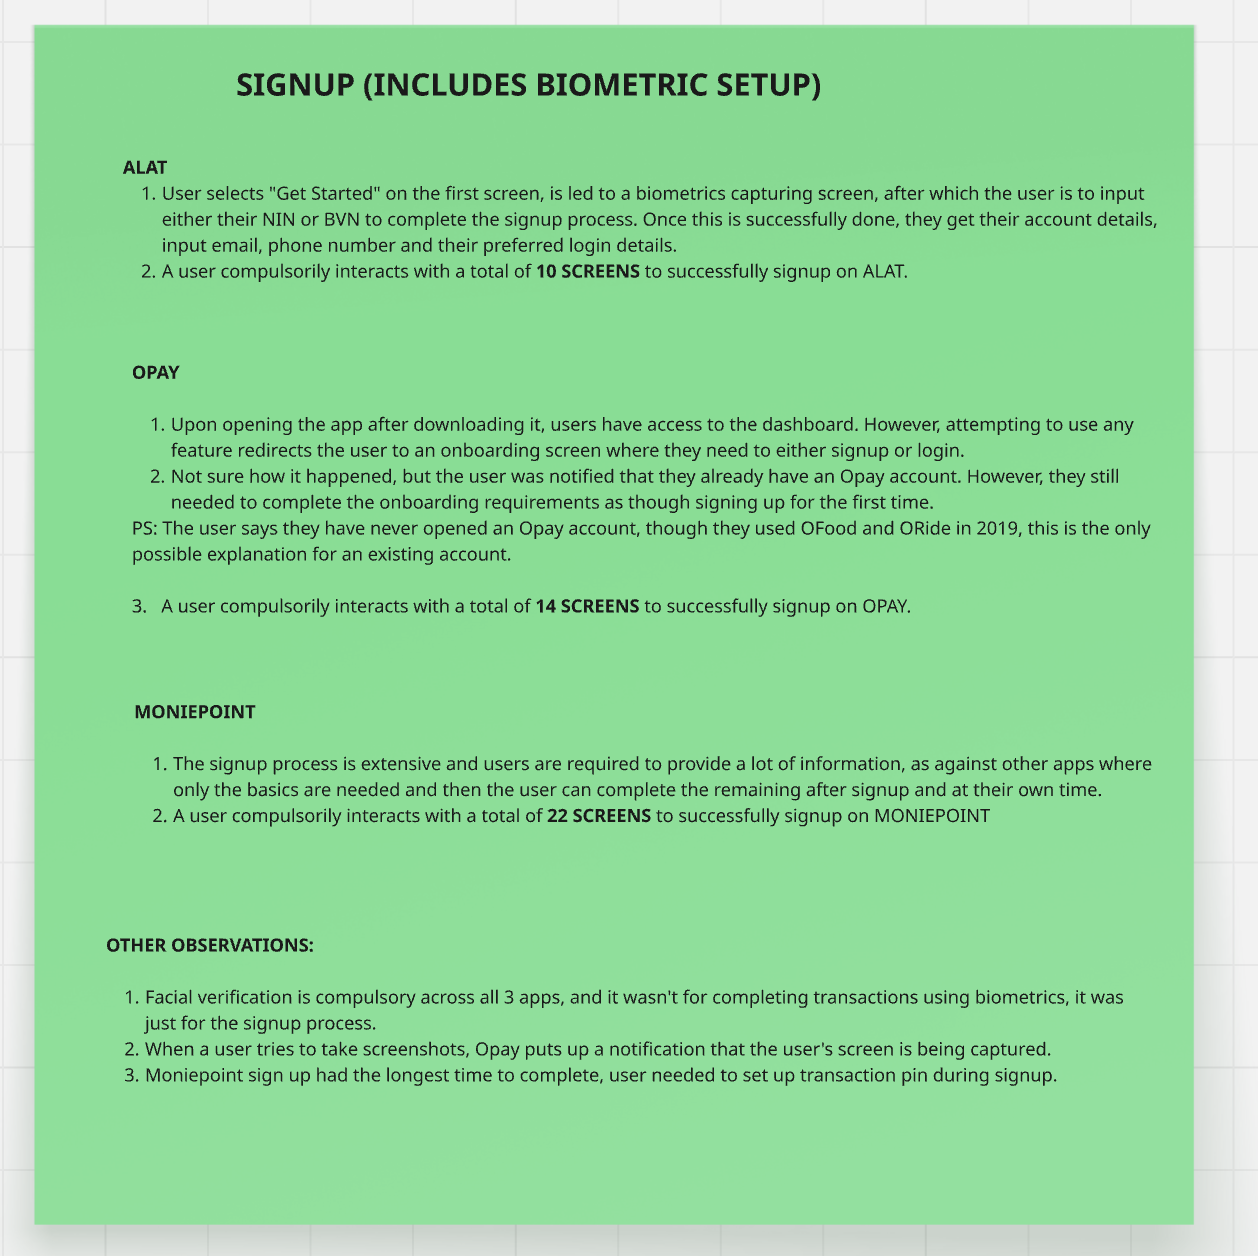 SIGNUP (INCLUDES BIOMETRIC SETUP)
ALAT
1. User selects "Get Started" on the first screen, is led to a biometrics capturing screen, after which the user is to input
either their NIN or BVN to complete the signup process. Once this is successfully done, they get their account details,
input email, phone number and their preferred login details.
2. A user compulsorily interacts with a total of 10 SCREENS to successfully signup on ALAT.
OPAY
1. Upon opening the app after downloading it, users have access to the dashboard. However, attempting to use any
feature redirects the user to an onboarding screen where they need to either signup or login.
2. Not sure how it happened, but the user was notified that they already have an Opay account. However, they still
needed to complete the onboarding requirements as though signing up for the first time.
PS: The user says they have never opened an Opay account, though they used OFood and ORide in 2019, this is the only
possible explanation for an existing account.
3. A user compulsorily interacts with a total of 14 SCREENS to successfully signup on OPAY.
MONIEPOINT
1. The signup process is extensive and users are required to provide a lot of information, as against other apps where
only the basics are needed and then the user can complete the remaining after signup and at their own time.
2. A user compulsorily interacts with a total of 22 SCREENS to successfully signup on MONIEPOINT
OTHER OBSERVATIONS:
1. Facial verification is compulsory across all 3 apps, and it wasn't for completing transactions using biometrics, it was
just for the signup process.
2. When a user tries to take screenshots, Opay puts up a notification that the user's screen is being captured.
3. Moniepoint sign up had the longest time to complete, user needed to set up transaction pin during signup.